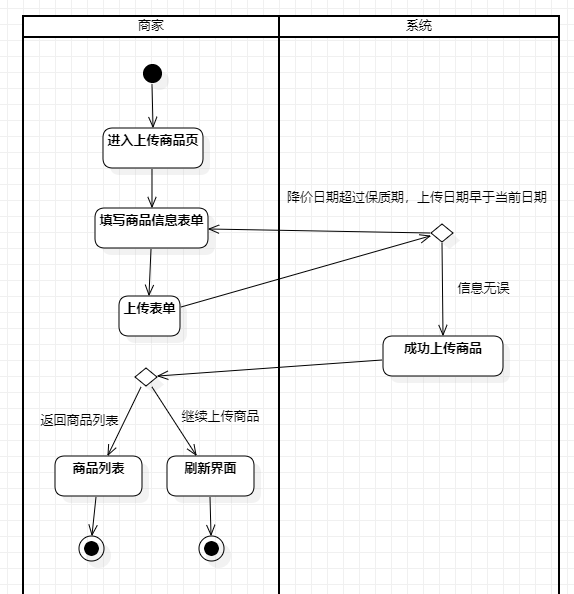 商家
系统
进入上传商品页
降价日期超过保质期，上传日期早于当前日期
填写商品信息表单
信息无误
上传表单
成功上传商品
返回商品列表
继续上传商品
商品列表
刷新界面